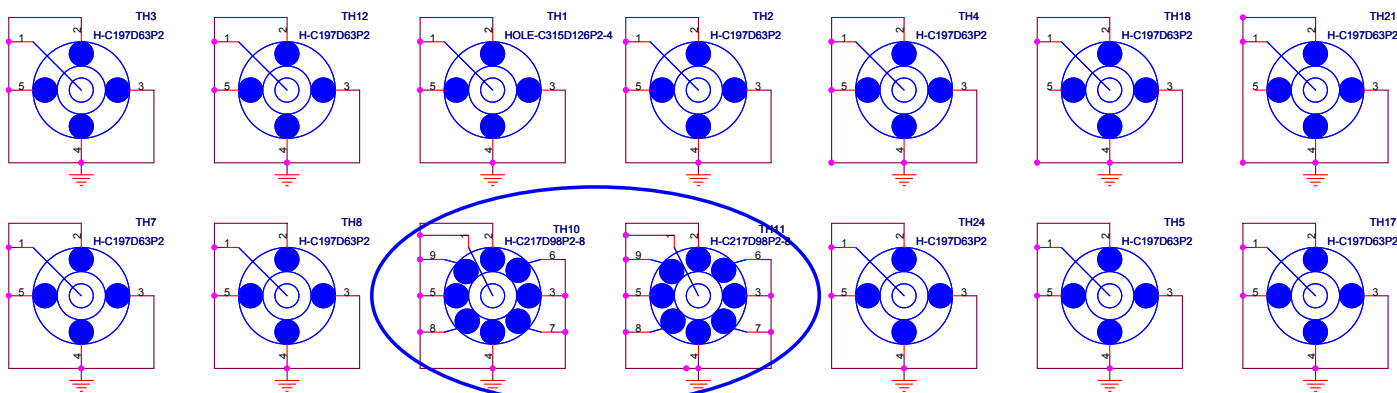 TH3 TH12 TH1 TH2 TH4 TH18 TH21
H-C197D63P2 H-C197D63P2 HOLE-C315D126P2-4 H-C197D63P2 H-C197D63P2 H-C197D63P2 H-C197D63P2
2 2 2 2 2 2 2
1 1 1 1 1 1 1
5 3 5 3 5 3 5 3 5 3 5 3 5 3
4 4 4 4 4 4 4
TH7 TH8 TH10 TH11 TH24 TH5 TH17
H-C197D63P2 H-C197D63P2 H-C217D98P2-8 H-C217D98P2-8 H-C197D63P2 H-C197D63P2 H-C197D63P2
2 2 2 2 2 2 2
1 1 1 1 1 1 1
9 6 9 6
5 3 5 3 5 3 5 3 5 3 5 3 5 3
8 7 8 7
4 4 4 4 4 4 4